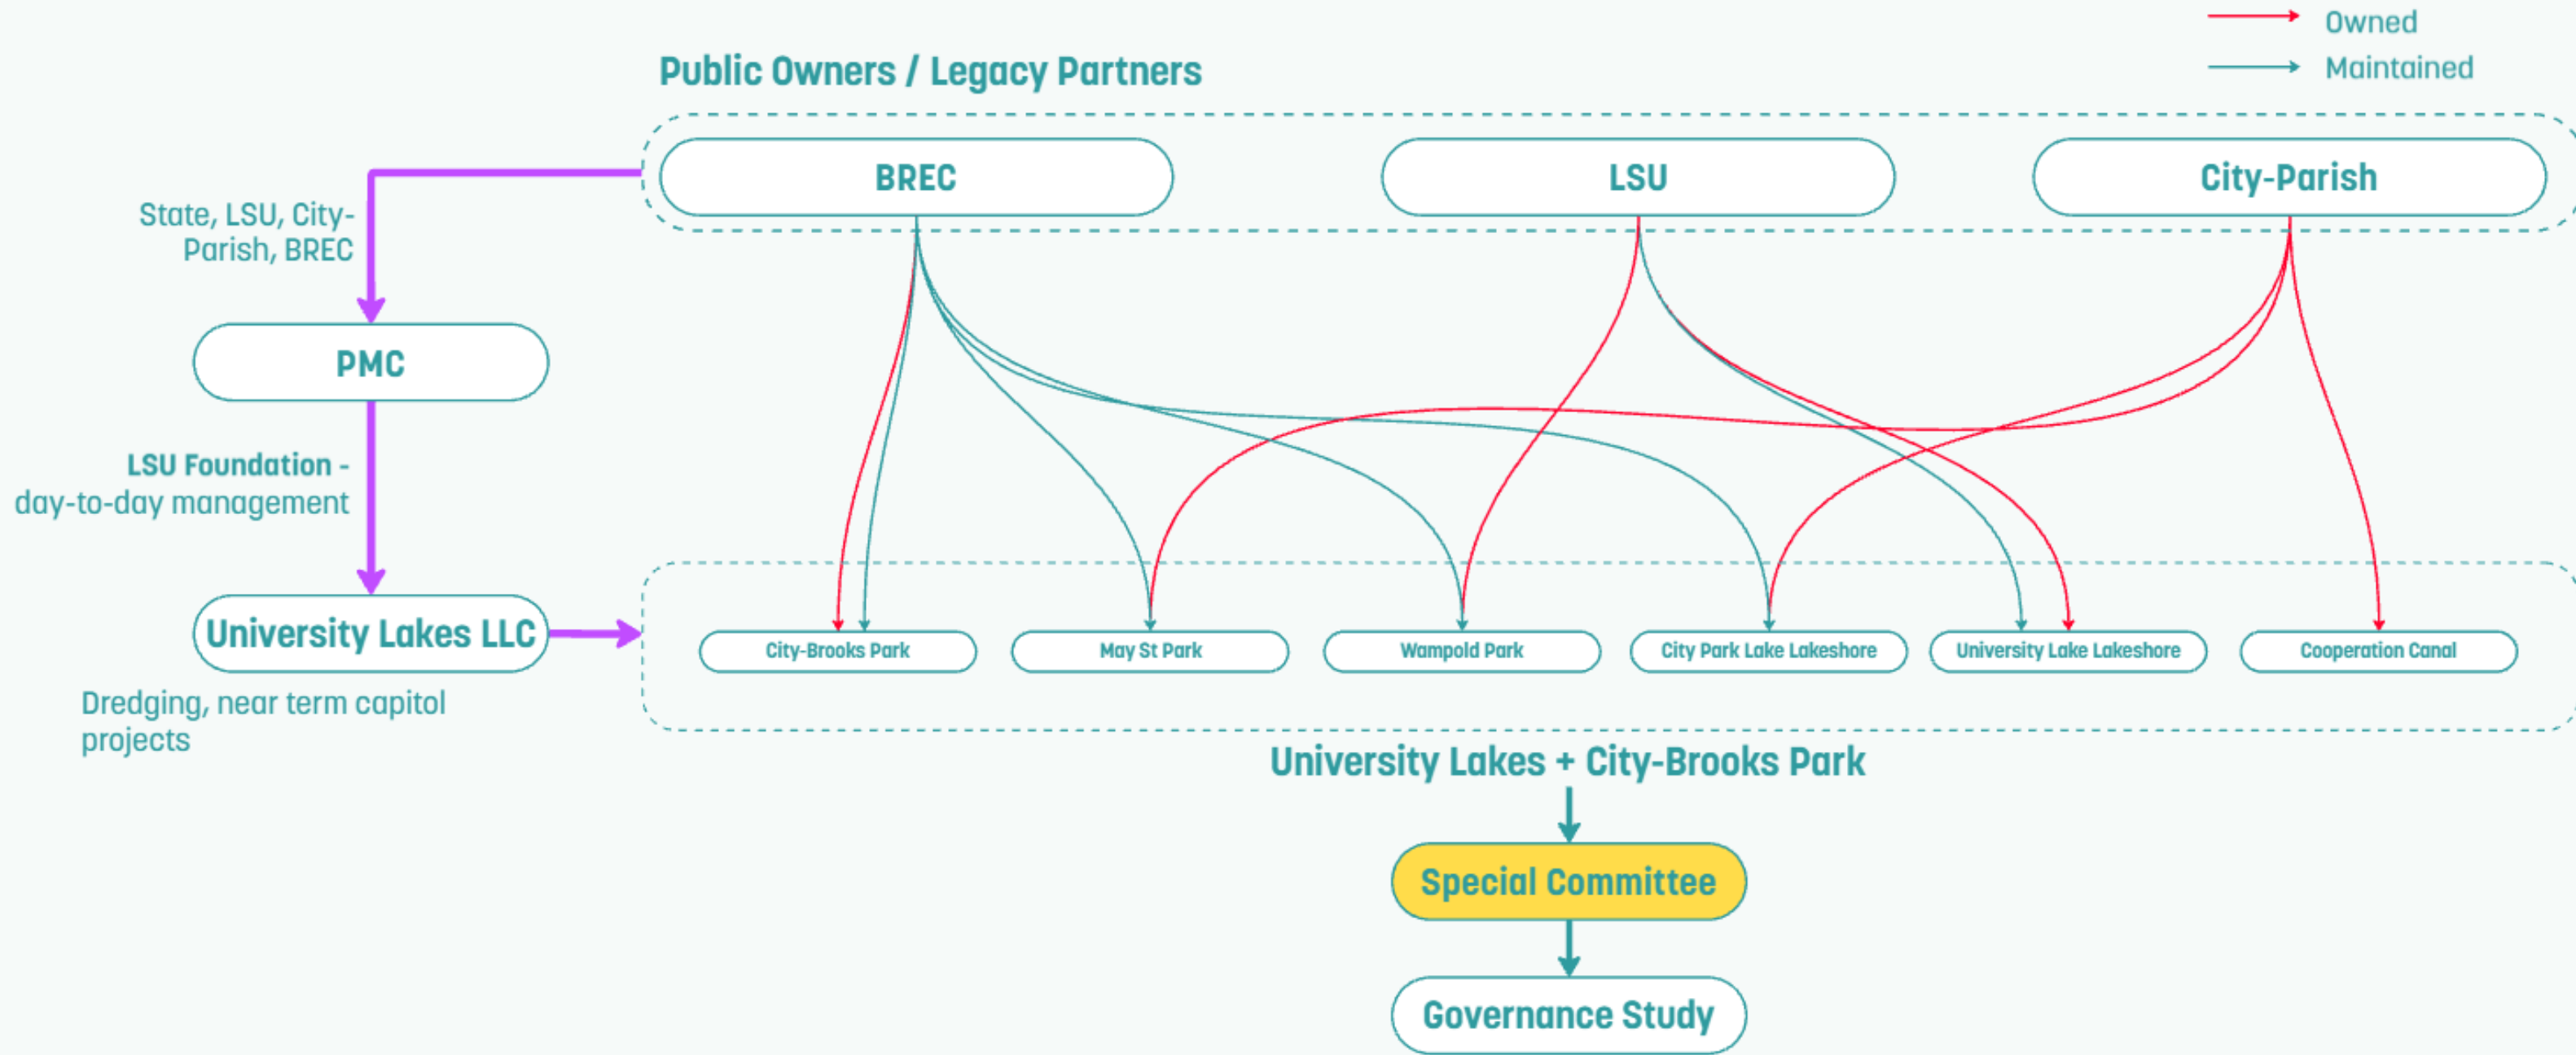 Owned
Maintained
Public Owners / Legacy Partners
BREC
LSU
City-Parish
State, LSU, City-
Parish, BREC
PMC
LSU Foundation -
day-to-day management
University Lakes LLC
Dredging, near term capitol
projects
City-Brooks Park
May St Park
Wampold Park
City Park Lake Lakeshore
University Lake Lakeshore
Cooperation Canal
University Lakes + City-Brooks Park
Special Committee
Governance Study